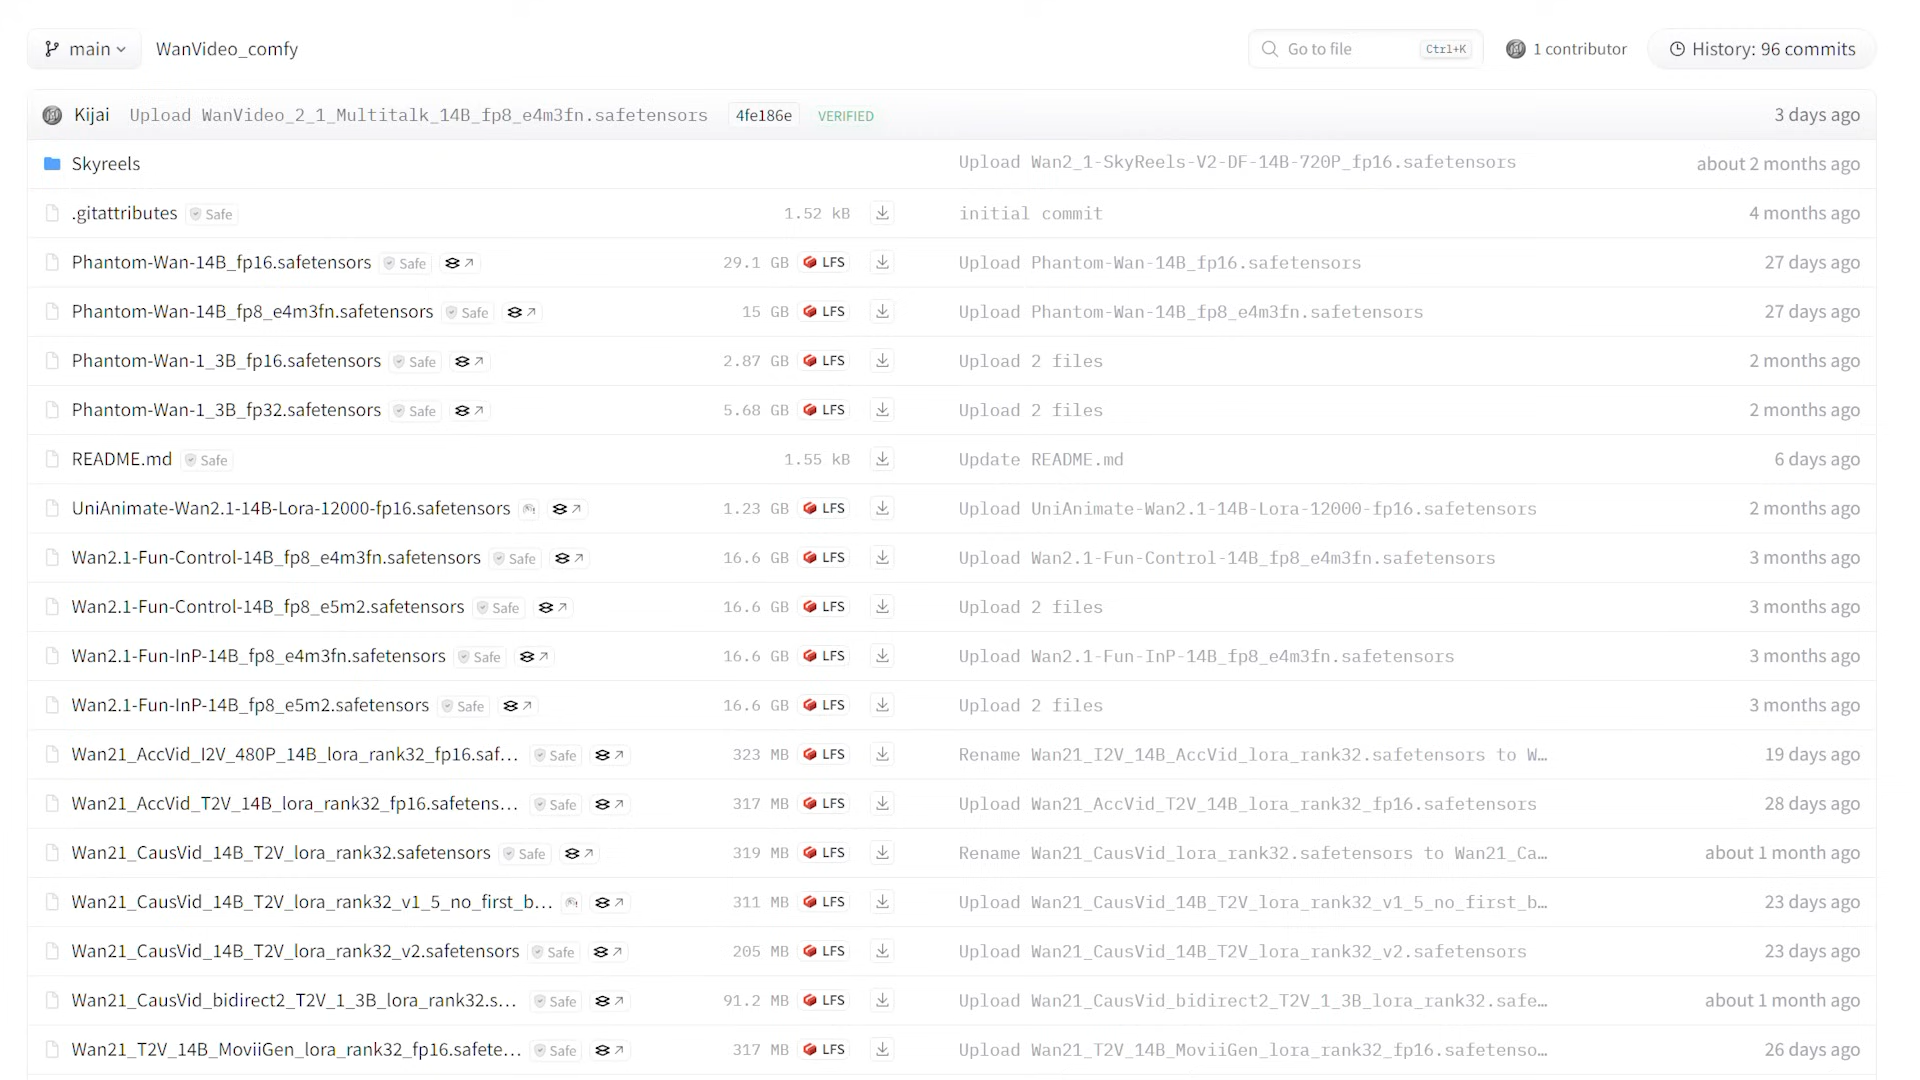 main WanVideo_comfy Go to file Ctrl+K 1 contributor History: 96 commits
Kijai Upload WanVideo_2_1_Multitalk_14B_fp8_e4m3fn.safetensors 4fe186e VERIFIED 3 days ago
Skyreels Upload Wan2_1-SkyReels-V2-DF-14B-720P_fp16.safetensors about 2 months ago
.gitattributes Safe 1.52 kB initial commit 4 months ago
Phantom-Wan-14B_fp16.safetensors Safe 29.1 GB LFS Upload Phantom-Wan-14B_fp16.safetensors 27 days ago
Phantom-Wan-14B_fp8_e4m3fn.safetensors Safe 15 GB LFS Upload Phantom-Wan-14B_fp8_e4m3fn.safetensors 27 days ago
Phantom-Wan-1_3B_fp16.safetensors Safe 2.87 GB LFS Upload 2 files 2 months ago
Phantom-Wan-1_3B_fp32.safetensors Safe 5.68 GB LFS Upload 2 files 2 months ago
README.md Safe 1.55 kB Update README.md 6 days ago
UniAnimate-Wan2.1-14B-Lora-12000-fp16.safetensors 1.23 GB LFS Upload UniAnimate-Wan2.1-14B-Lora-12000-fp16.safetensors 2 months ago
Wan2.1-Fun-Control-14B_fp8_e4m3fn.safetensors Safe 16.6 GB LFS Upload Wan2.1-Fun-Control-14B_fp8_e4m3fn.safetensors 3 months ago
Wan2.1-Fun-Control-14B_fp8_e5m2.safetensors Safe 16.6 GB LFS Upload 2 files 3 months ago
Wan2.1-Fun-InP-14B_fp8_e4m3fn.safetensors Safe 16.6 GB LFS Upload Wan2.1-Fun-InP-14B_fp8_e4m3fn.safetensors 3 months ago
Wan2.1-Fun-InP-14B_fp8_e5m2.safetensors Safe 16.6 GB LFS Upload 2 files 3 months ago
Wan21_AccVid_I2V_480P_14B_lora_rank32_fp16.saf... Safe 323 MB LFS Rename Wan21_I2V_14B_AccVid_lora_rank32.safetensors to W... 19 days ago
Wan21_AccVid_T2V_14B_lora_rank32_fp16.safetens... Safe 317 MB LFS Upload Wan21_AccVid_T2V_14B_lora_rank32_fp16.safetensors 28 days ago
Wan21_CausVid_14B_T2V_lora_rank32.safetensors Safe 319 MB LFS Rename Wan21_CausVid_lora_rank32.safetensors to Wan21_Ca... about 1 month ago
Wan21_CausVid_14B_T2V_lora_rank32_v1_5_no_first_b... 311 MB LFS Upload Wan21_CausVid_14B_T2V_lora_rank32_v1_5_no_first_b... 23 days ago
Wan21_CausVid_14B_T2V_lora_rank32_v2.safetensors Safe 205 MB LFS Upload Wan21_CausVid_14B_T2V_lora_rank32_v2.safetensors 23 days ago
Wan21_CausVid_bidirect2_T2V_1_3B_lora_rank32.s... Safe 91.2 MB LFS Upload Wan21_CausVid_bidirect2_T2V_1_3B_lora_rank32.safe... about 1 month ago
Wan21_T2V_14B_MoviiGen_lora_rank32_fp16.safete... Safe 317 MB LFS Upload Wan21_T2V_14B_MoviiGen_lora_rank32_fp16.safetenso... 26 days ago